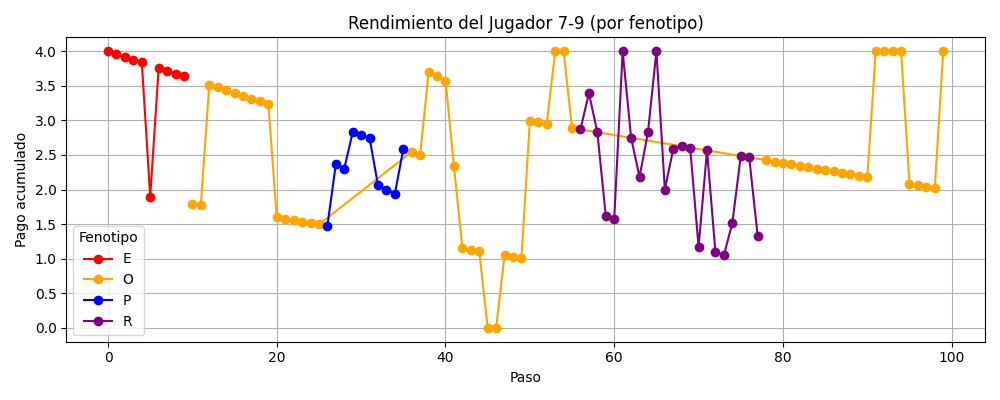 Rendimiento del Jugador 7-9 (por fenotipo)
Pago acumulado
4.0
3.5
3.0
2.5
2.0
1.5
1.0
0.5
0.0
Fenotipo
E
O
P
R
0 20 40 60 80 100
Paso